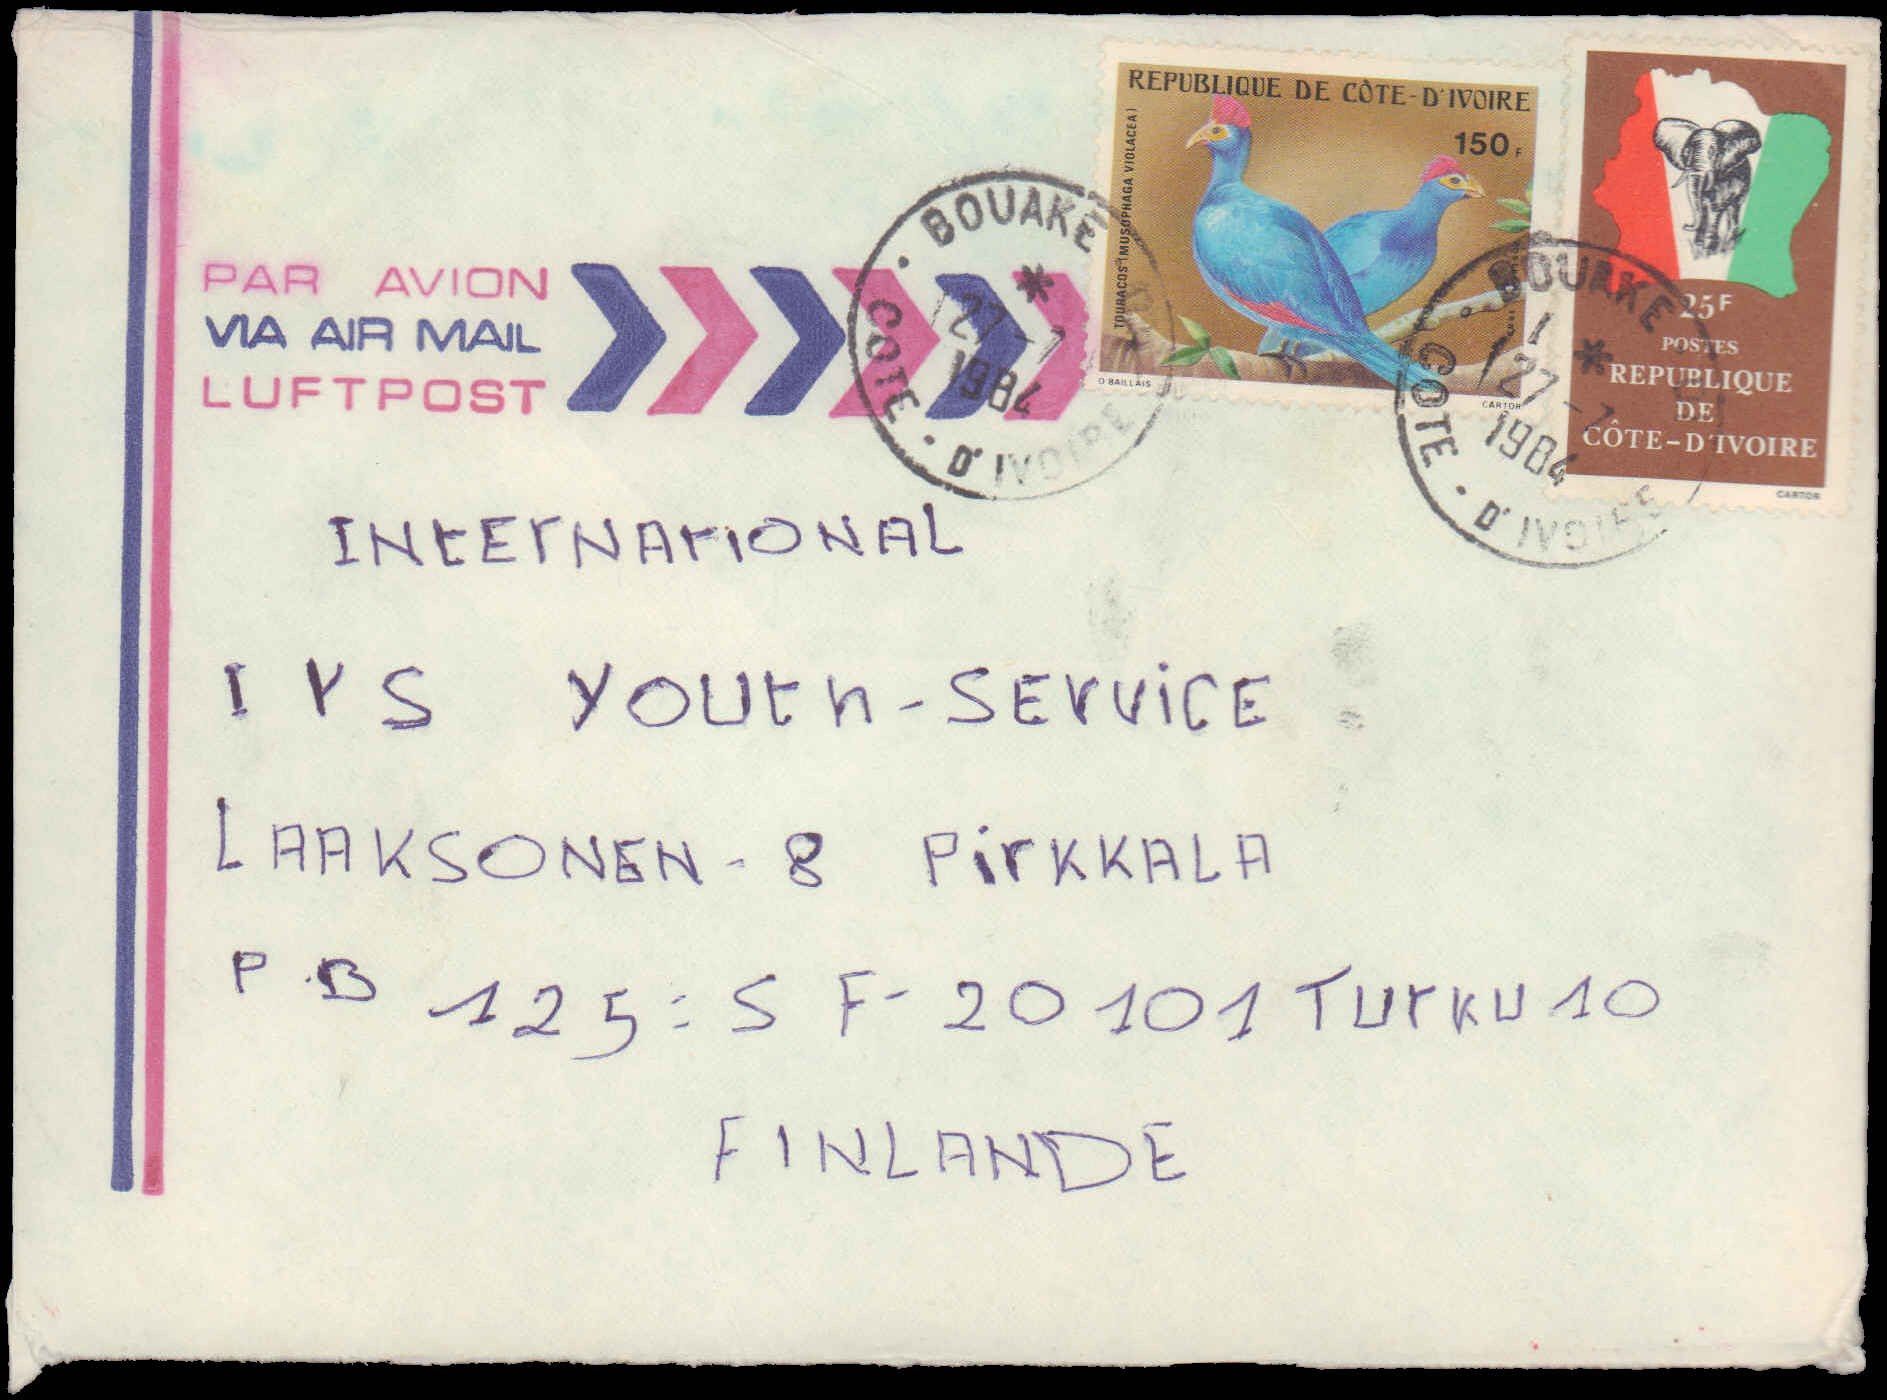 REPUBLIQUE DE CÔTE-D'IVOIRE
150F
TOURACOS (MUSOPHAGA VIOLACEA)
O BAILLAIS
CARTOR
25F
POSTES
REPUBLIQUE
DE
CÔTE-D'IVOIRE
CARTOR
BOUAKE
27-7
1984
COTE D'IVOIRE
BOUAKE
27-7
1984
COTE D'IVOIRE
PAR AVION
VIA AIR MAIL
LUFTPOST
INtErNAtiONAL
I Y S YOUth-SErViCE
LAAKSONEN-8 PirKKALA
P.B 125: S F-20101 TUrKU 10
FINLANDE